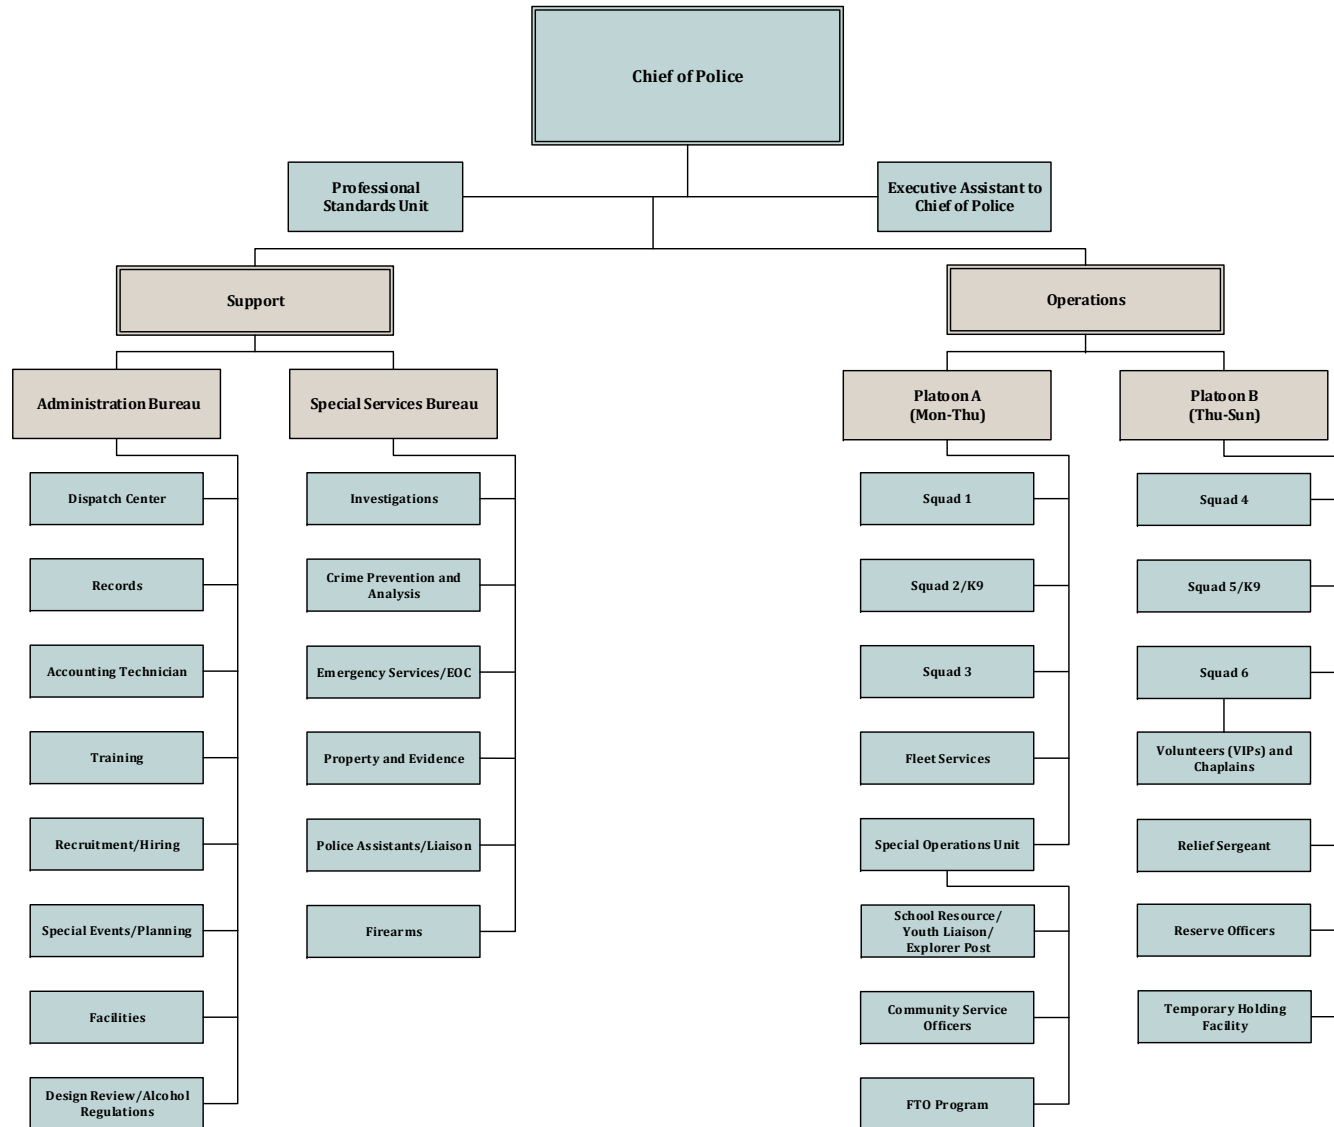 Chief of Police
Professional
Standards Unit
Executive Assistant to
Chief of Police
Support
Operations
Administration Bureau
Special Services Bureau
Platoon A
(Mon-Thu)
Platoon B
(Thu-Sun)
Dispatch Center
Records
Accounting Technician
Training
Recruitment/Hiring
Special Events/Planning
Facilities
Design Review/Alcohol
Regulations
Investigations
Crime Prevention and
Analysis
Emergency Services/EOC
Property and Evidence
Police Assistants/Liaison
Firearms
Squad 1
Squad 2/K9
Squad 3
Fleet Services
Special Operations Unit
School Resource/
Youth Liaison/
Explorer Post
Community Service
Officers
FTO Program
Squad 4
Squad 5/K9
Squad 6
Volunteers (VIPs) and
Chaplains
Relief Sergeant
Reserve Officers
Temporary Holding
Facility